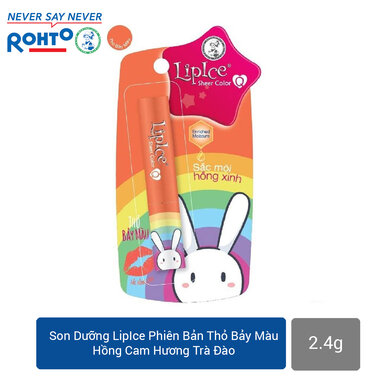 NEVER SAY NEVER
ROHTO
LipIce®
Sheer Color
Q
Enriched Moisture
Sắc môi
hồng xinh
LipIce®
Sheer Color
Q
Thỏ
BẢY MÀU
Son Dưỡng LipIce Phiên Bản Thỏ Bảy Màu
Hồng Cam Hương Trà Đào
2.4g